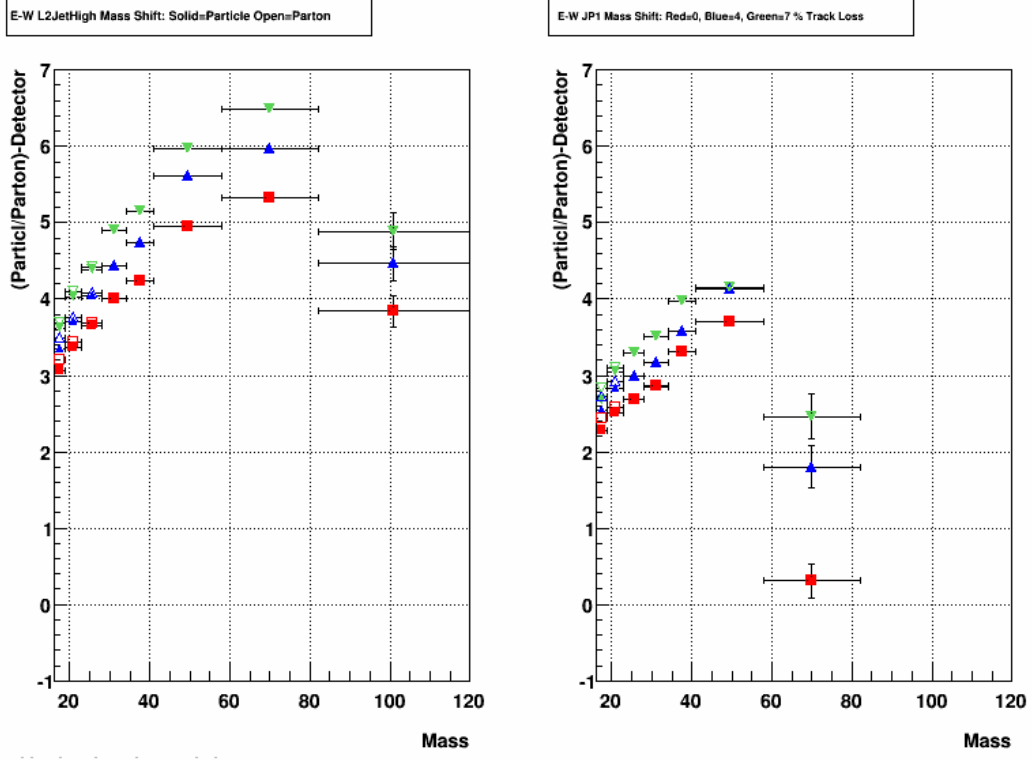 E-W L2JetHigh Mass Shift: Solid=Particle Open=Parton
(Particl/Parton)-Detector
7
6
5
4
3
2
1
0
-1
20 40 60 80 100 120
Mass
E-W JP1 Mass Shift: Red=0, Blue=4, Green=7 % Track Loss
(Particl/Parton)-Detector
7
6
5
4
3
2
1
0
-1
20 40 60 80 100 120
Mass